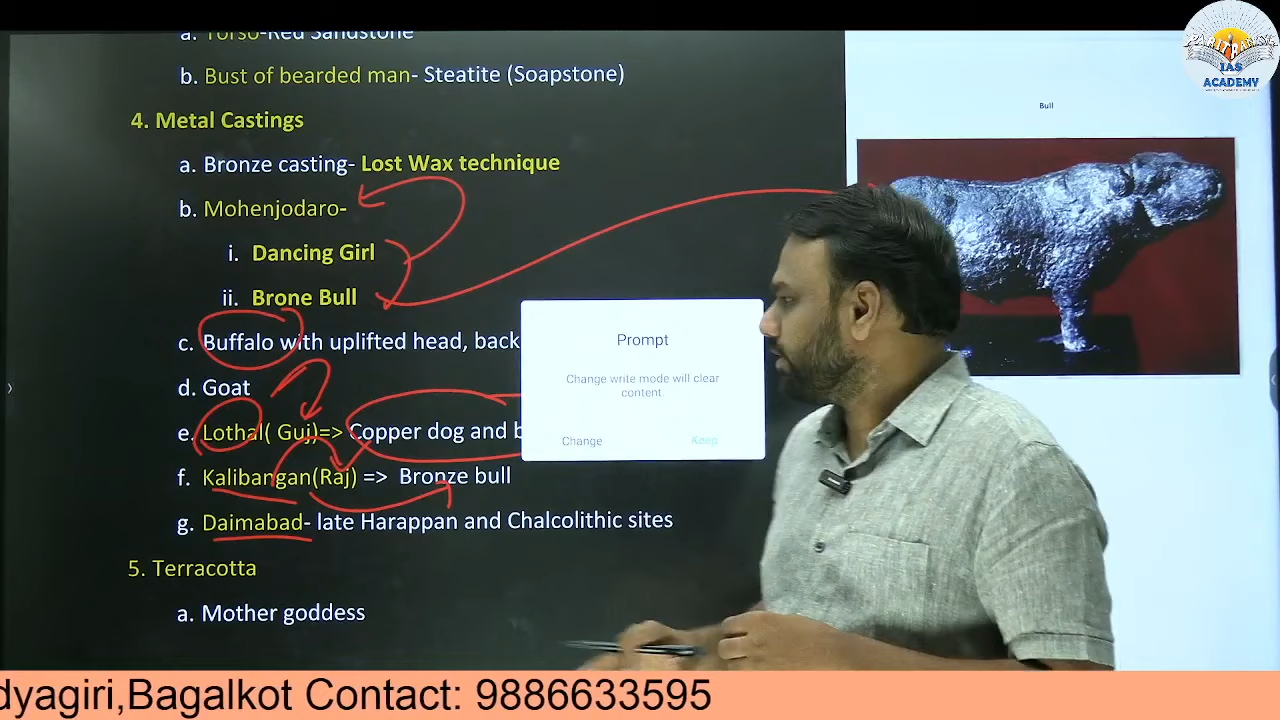 a. Torso-Red Sandstone
b. Bust of bearded man- Steatite (Soapstone)
4. Metal Castings
a. Bronze casting- Lost Wax technique
b. Mohenjodaro-
i. Dancing Girl
ii. Brone Bull
c. Buffalo with uplifted head, back
d. Goat
e. Lothal( Guj)=> Copper dog and b
f. Kalibangan(Raj) => Bronze bull
g. Daimabad- late Harappan and Chalcolithic sites
5. Terracotta
a. Mother goddess
Prompt
Change write mode will clear
content.
Change Keep
Bull
IAS
ACADEMY
dyagiri,Bagalkot Contact: 9886633595